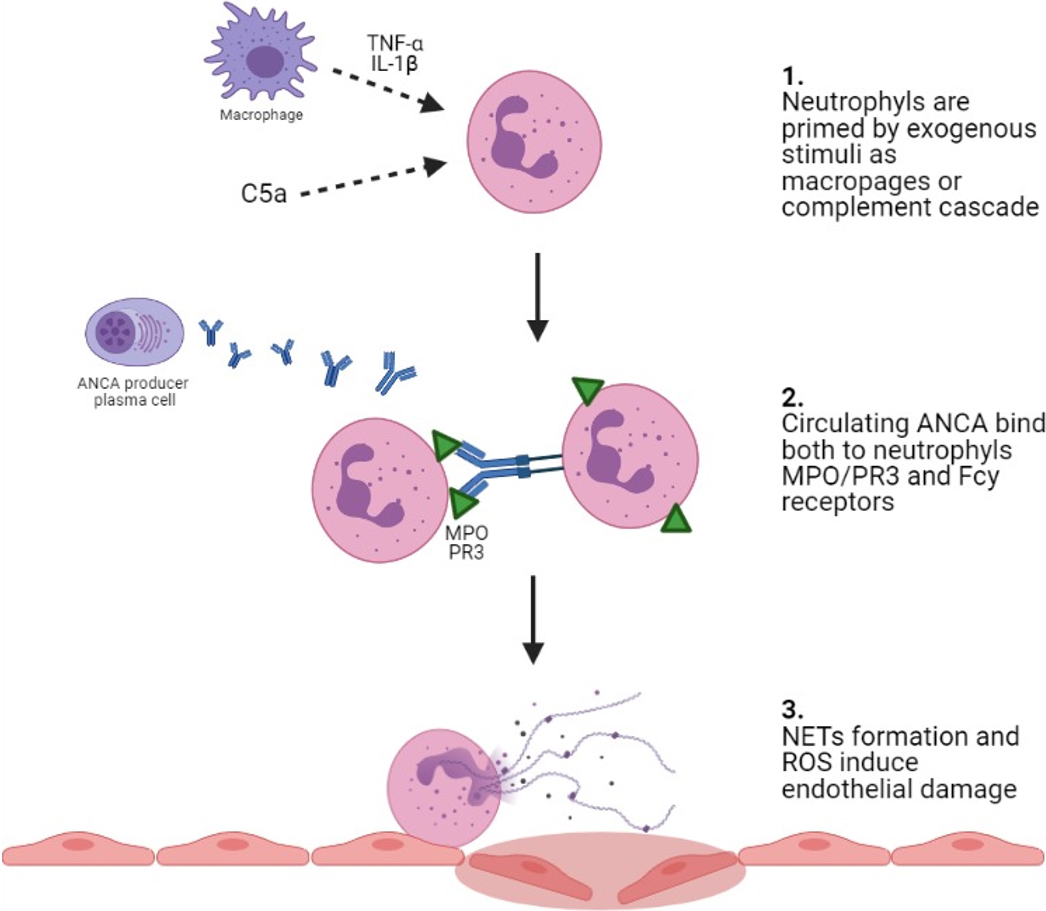 TNF-α
IL-1β
Macrophage
C5a
1.
Neutrophyls are
primed by exogenous
stimuli as
macropages or
complement cascade
ANCA producer
plasma cell
MPO
PR3
2.
Circulating ANCA bind
both to neutrophyls
MPO/PR3 and Fcy
receptors
3.
NETs formation and
ROS induce
endothelial damage